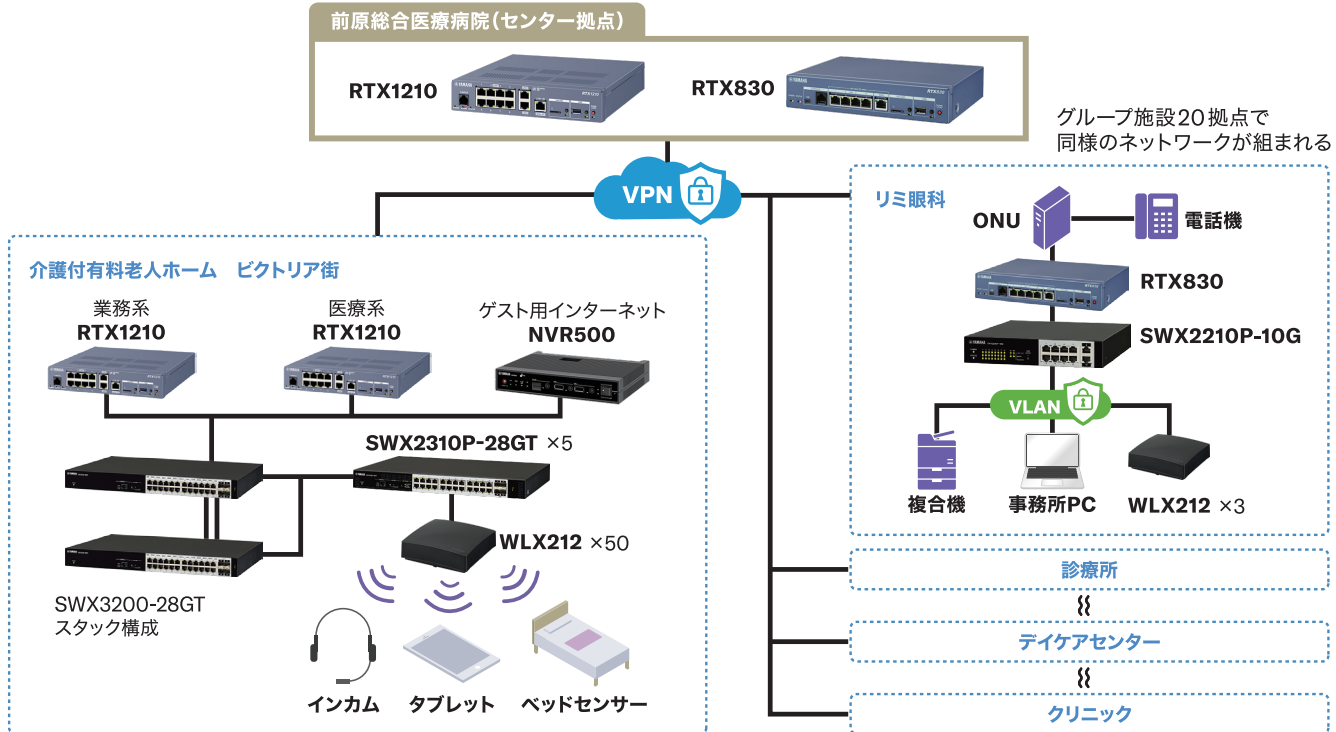 前原総合医療病院（センター拠点）
RTX1210
RTX830
グループ施設20拠点で
同様のネットワークが組まれる
VPN
リミ眼科
ONU
電話機
RTX830
SWX2210P-10G
VLAN
複合機
事務所PC
WLX212 ×3
介護付有料老人ホーム　ビクトリア街
業務系
RTX1210
医療系
RTX1210
ゲスト用インターネット
NVR500
SWX2310P-28GT ×5
WLX212 ×50
SWX3200-28GT
スタック構成
インカム
タブレット
ベッドセンサー
診療所
デイケアセンター
クリニック